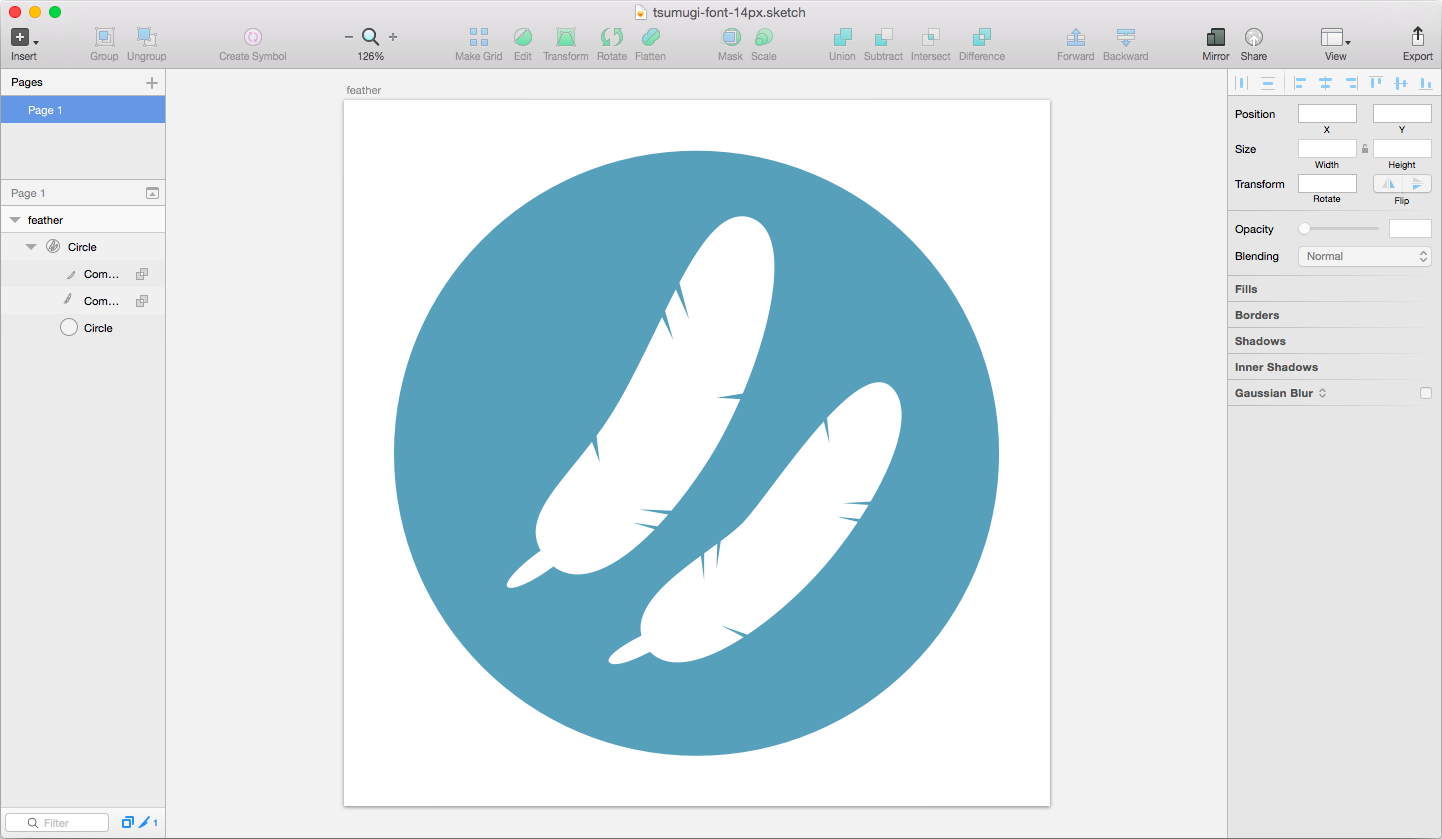 tsumugi-font-14px.sketch
Insert
Group
Ungroup
Create Symbol
126%
Make Grid
Edit
Transform
Rotate
Flatten
Mask
Scale
Union
Subtract
Intersect
Difference
Forward
Backward
Mirror
Share
View
Export
Pages
Page 1
Page 1
feather
Circle
Com...
Com...
Circle
Filter
1
feather
Position
X
Y
Size
Width
Height
Transform
Rotate
Flip
Opacity
Blending
Normal
Fills
Borders
Shadows
Inner Shadows
Gaussian Blur